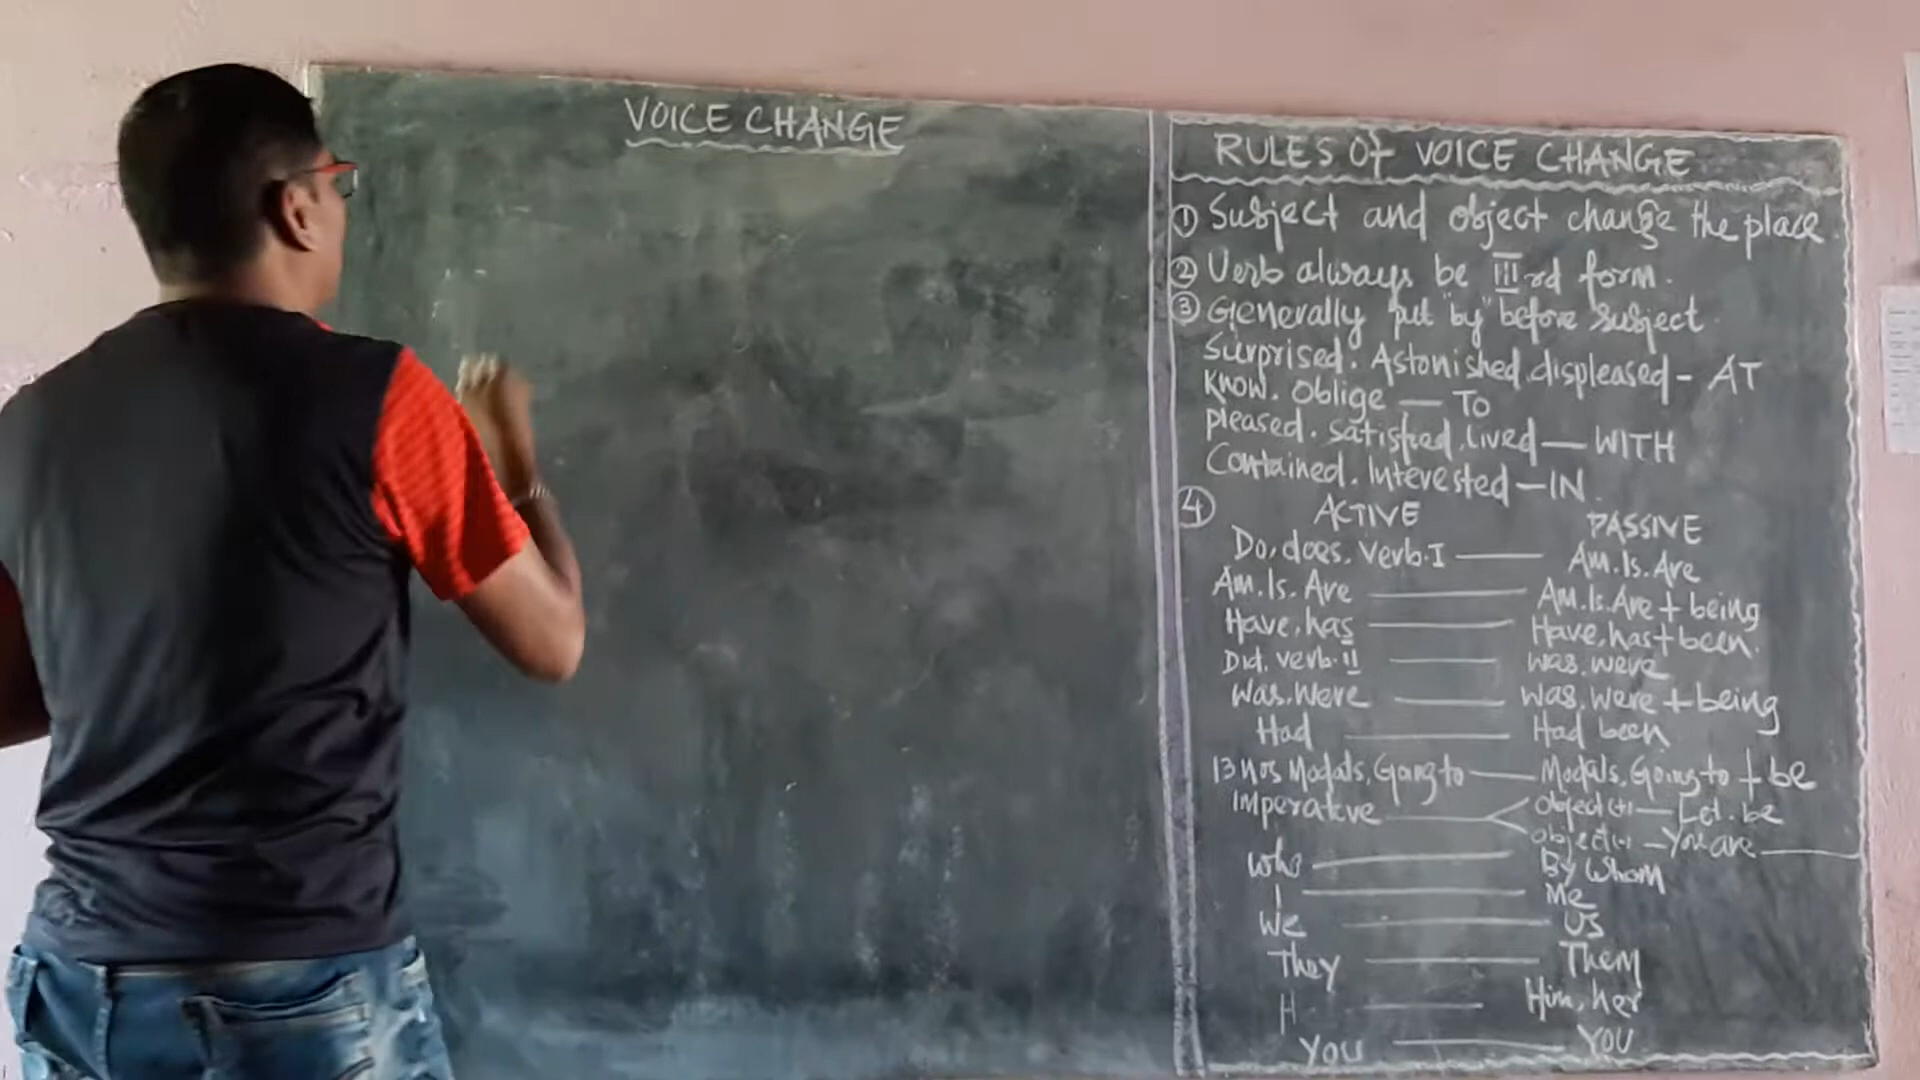 VOICE CHANGE
RULES Of VOICE CHANGE
① Subject and object change the place.
② Verb always be IIIrd form.
③ Generally put "by" before subject.
Surprised. Astonished. displeased - AT
Know. Oblige — TO
pleased. satisfied. lived — WITH
Contained. Interested — IN.
④ ACTIVE PASSIVE
Do, does. Verb.I — Am. Is. Are
Am. Is. Are — Am. Is. Are + being
Have, has — Have, has + been.
Did. verb.II — was. were
Was. Were — was. were + being
Had — Had been
13 nos Modals, Going to — Modals, Going to + be
Imperative — object(+) — Let. be
object(-) — You are —
Who — By Whom
I — Me
We — US
They — Them
H — Him, her
YOU — YOU